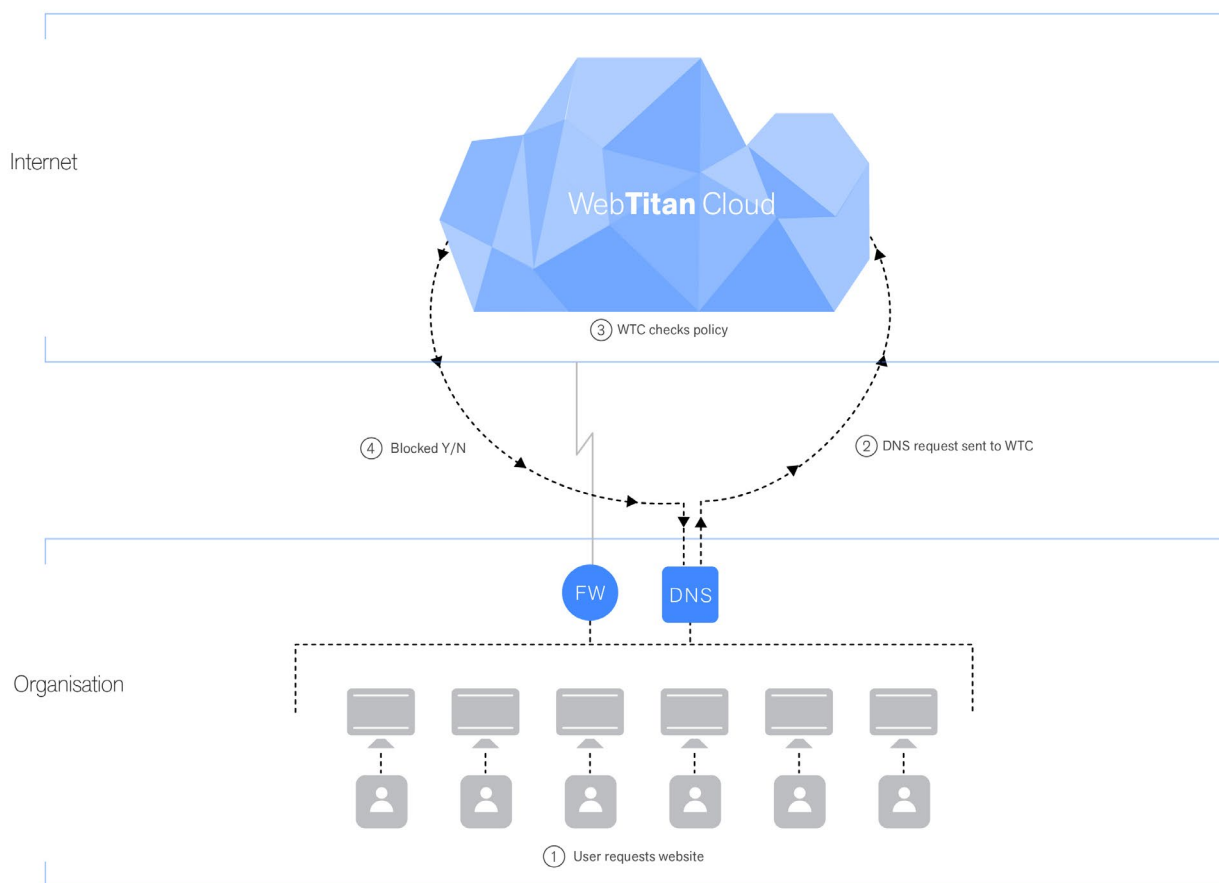 Internet
WebTitan Cloud
3 WTC checks policy
4 Blocked Y/N
2 DNS request sent to WTC
FW
DNS
Organisation
1 User requests website